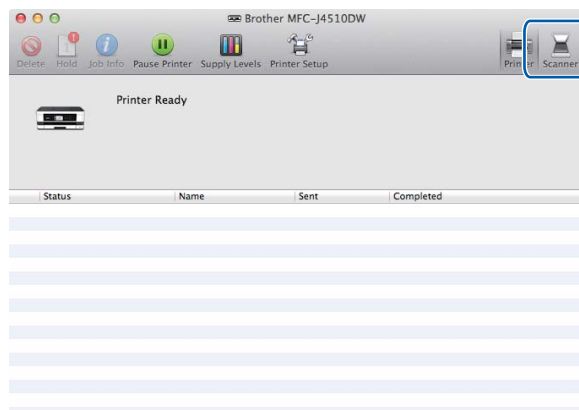 Brother MFC-J4510DW
Delete Hold Job Info Pause Printer Supply Levels Printer Setup Printer Scanner
Printer Ready
Status Name Sent Completed